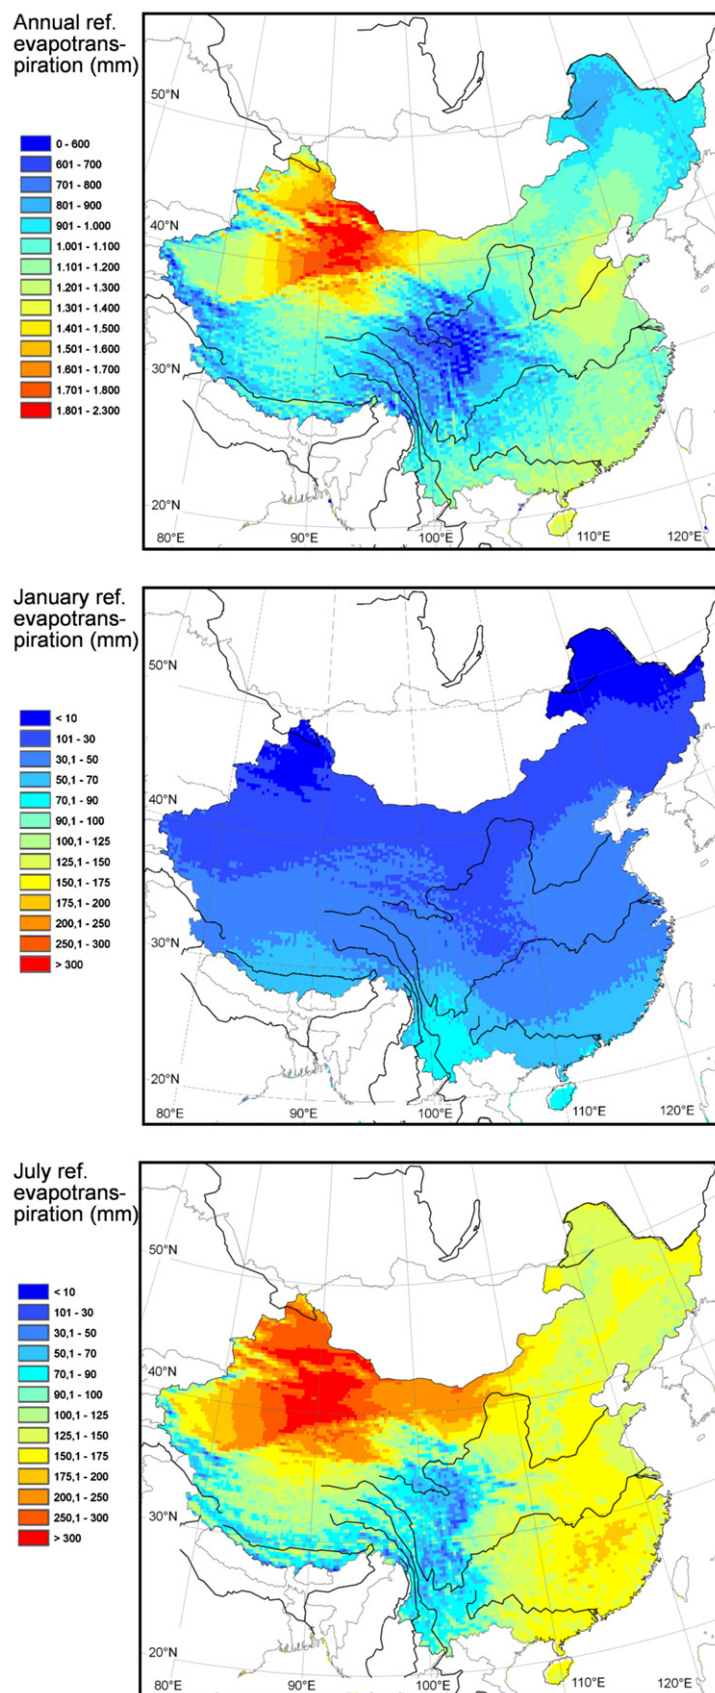 Annual ref.
evapotrans-
piration (mm)
0 - 600
601 - 700
701 - 800
801 - 900
901 - 1.000
1.001 - 1.100
1.101 - 1.200
1.201 - 1.300
1.301 - 1.400
1.401 - 1.500
1.501 - 1.600
1.601 - 1.700
1.701 - 1.800
1.801 - 2.300
50°N
40°N
30°N
20°N
80°E
90°E
100°E
110°E
120°E
January ref.
evapotrans-
piration (mm)
< 10
101 - 30
30,1 - 50
50,1 - 70
70,1 - 90
90,1 - 100
100,1 - 125
125,1 - 150
150,1 - 175
175,1 - 200
200,1 - 250
250,1 - 300
> 300
50°N
40°N
30°N
20°N
80°E
90°E
100°E
110°E
120°E
July ref.
evapotrans-
piration (mm)
< 10
101 - 30
30,1 - 50
50,1 - 70
70,1 - 90
90,1 - 100
100,1 - 125
125,1 - 150
150,1 - 175
175,1 - 200
200,1 - 250
250,1 - 300
> 300
50°N
40°N
30°N
20°N
80°E
90°E
100°E
110°E
120°E